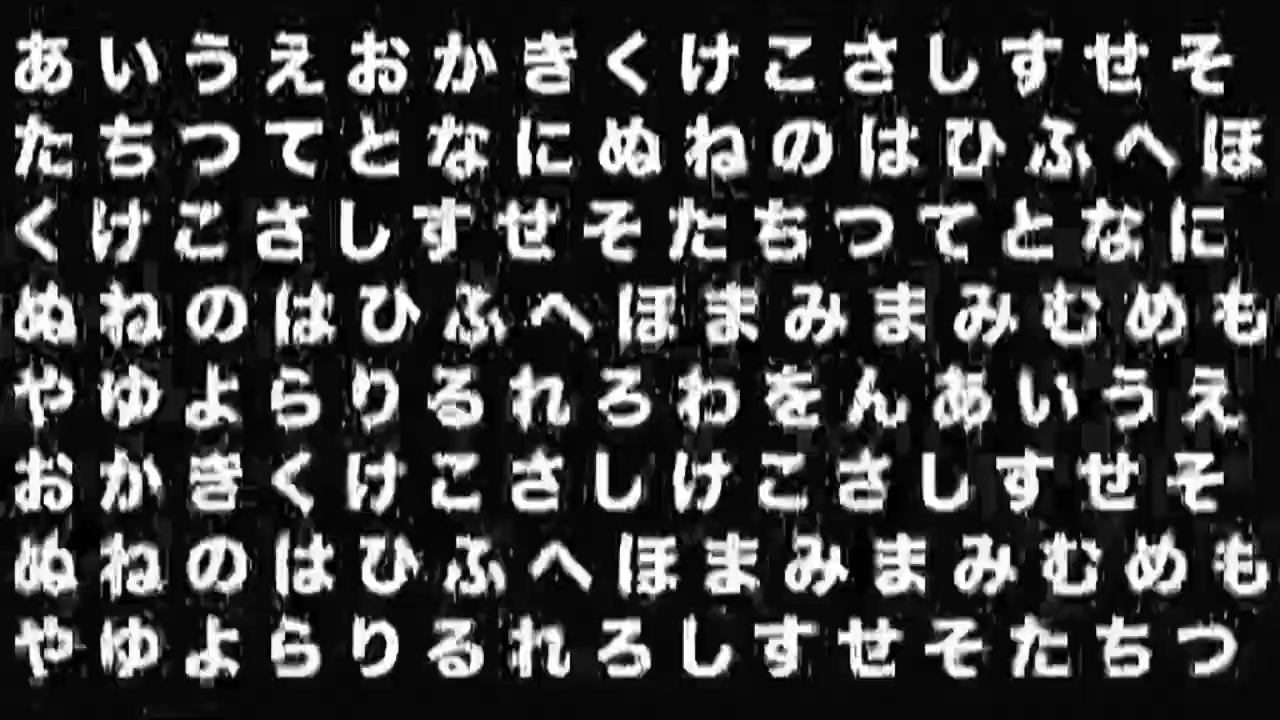 あいうえおかきくけこさしすせそ
たちつてとなにぬねのはひふへほ
くけこさしすせそたちつてとなに
ぬねのはひふへほまみまみむめも
やゆよらりるれろわをんあいうえ
おかきくけこさしけこさしすせそ
ぬねのはひふへほまみまみむめも
やゆよらりるれろしすせそたちつ